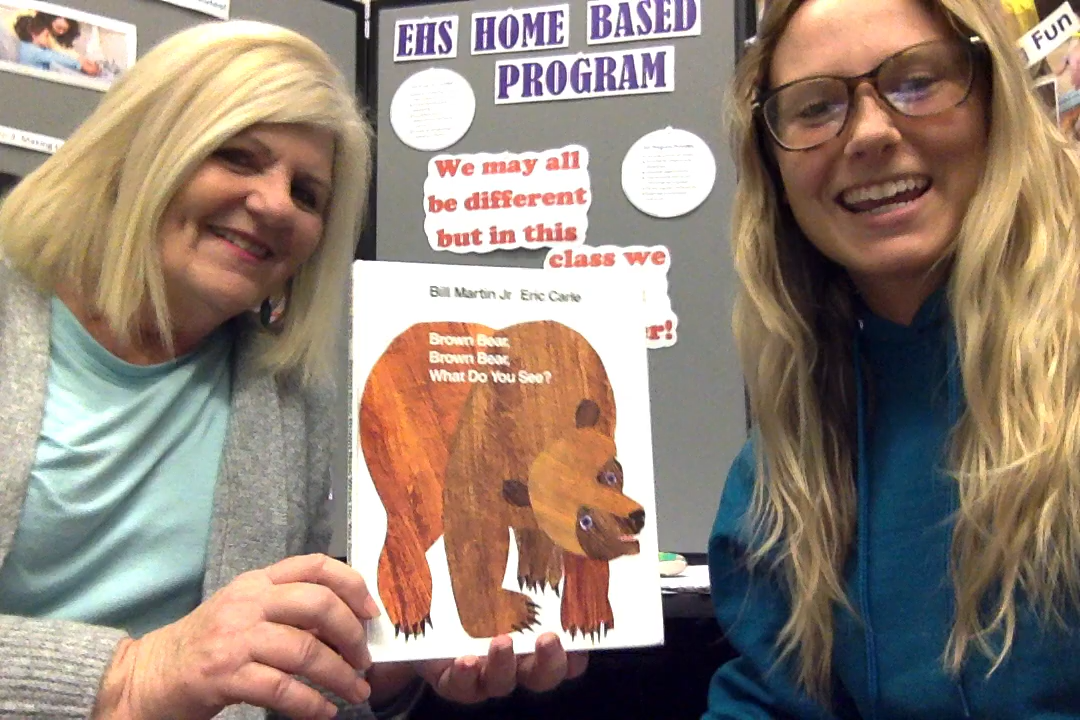 EHS HOME BASED
PROGRAM
Fun
We may all
be different
but in this
class we
r!
Bill Martin Jr Eric Carle
Brown Bear,
Brown Bear,
What Do You See?